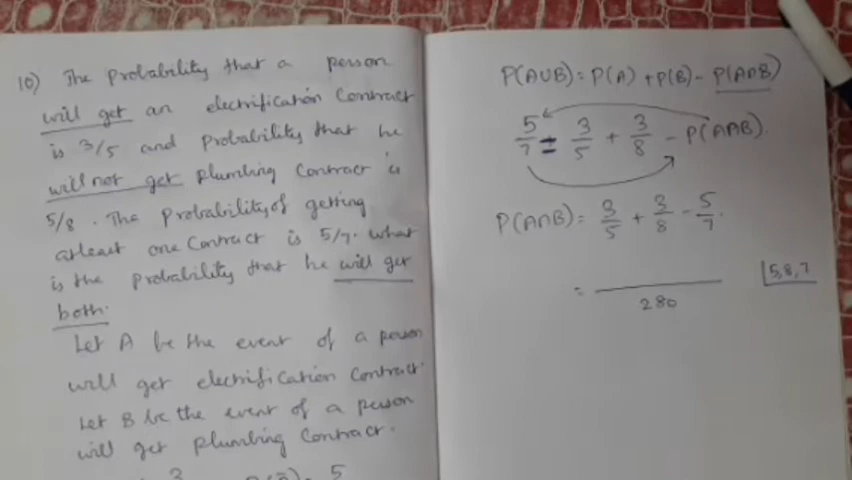 10) The Probability that a person
will get an electrification Contract
is 3/5 and Probability that he
will not get plumbing Contract is
5/8. The Probability of getting
atleast one Contract is 5/7. what
is the probability that he will get
both.
Let A be the event of a person
will get electrification Contract.
Let B be the event of a person
will get plumbing Contract.
3 5
P(A∪B) = P(A) + P(B) - P(A∩B)
5/7 = 3/5 + 3/8 - P(A∩B).
P(A∩B) = 3/5 + 3/8 - 5/7.
= /280
5,8,7